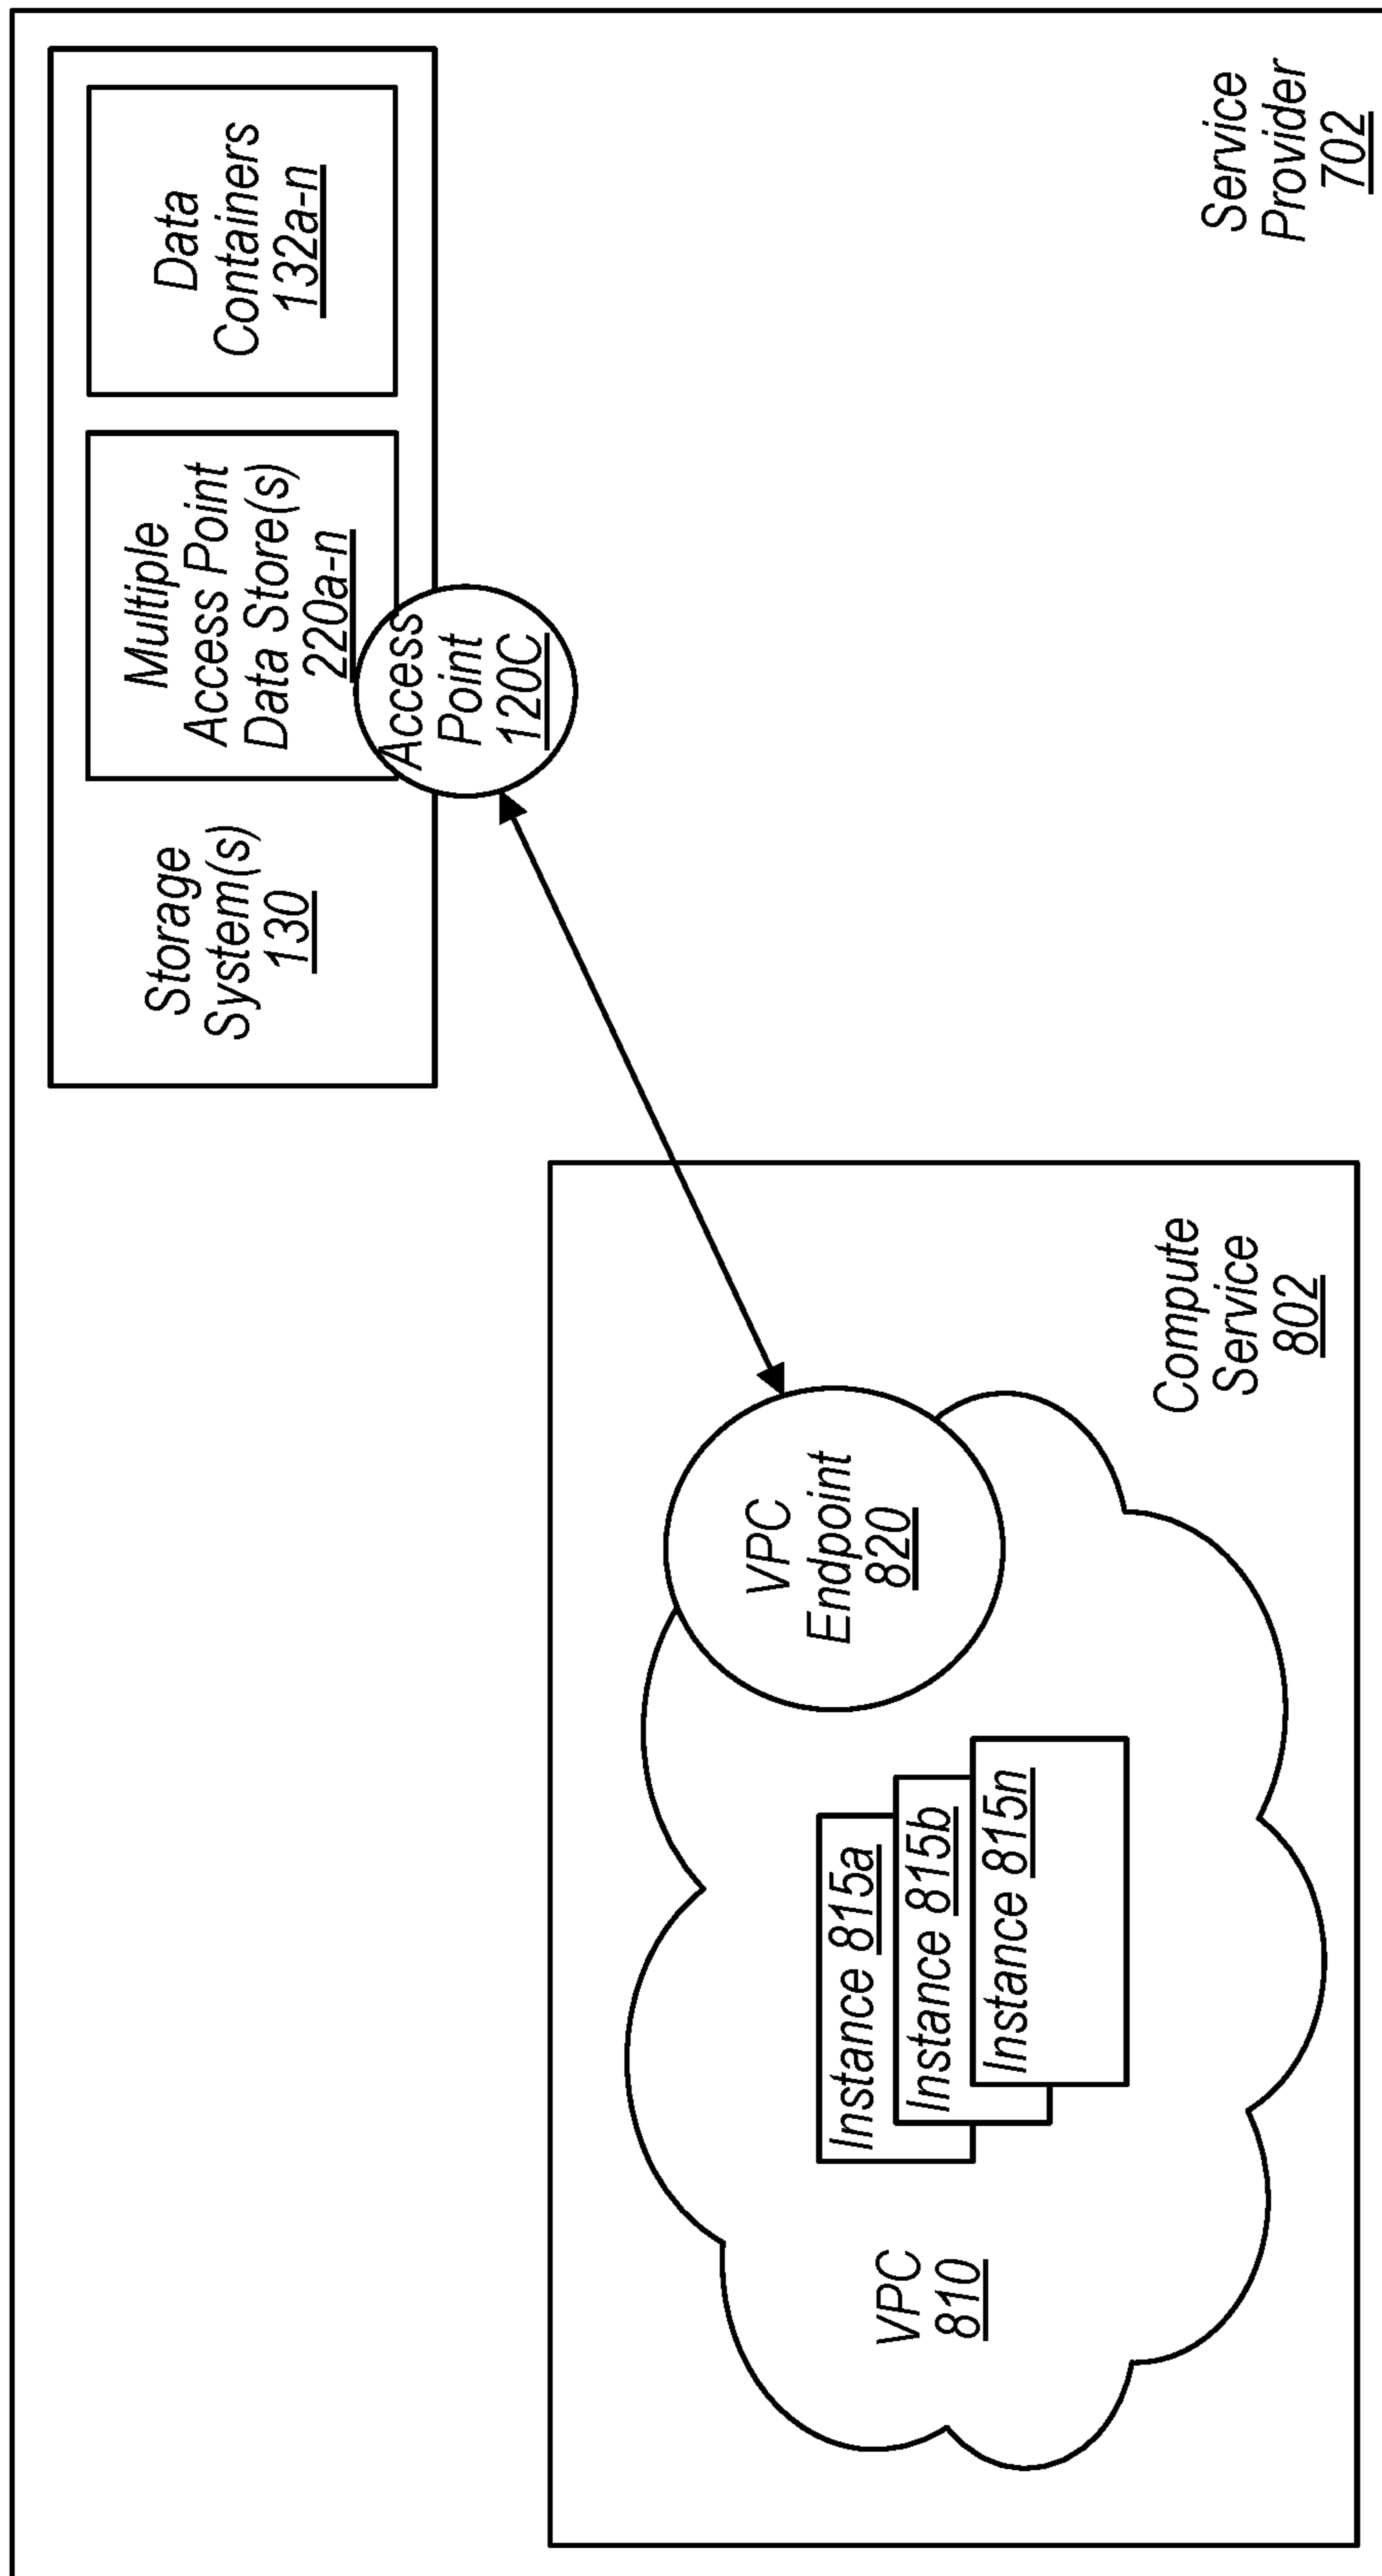 Storage
System(s)
130
Multiple
Access Point
Data Store(s)
220a-n
Data
Containers
132a-n
Access
Point
120C
VPC
Endpoint
820
Instance 815a
Instance 815b
Instance 815n
VPC
810
Compute
Service
802
Service
Provider
702